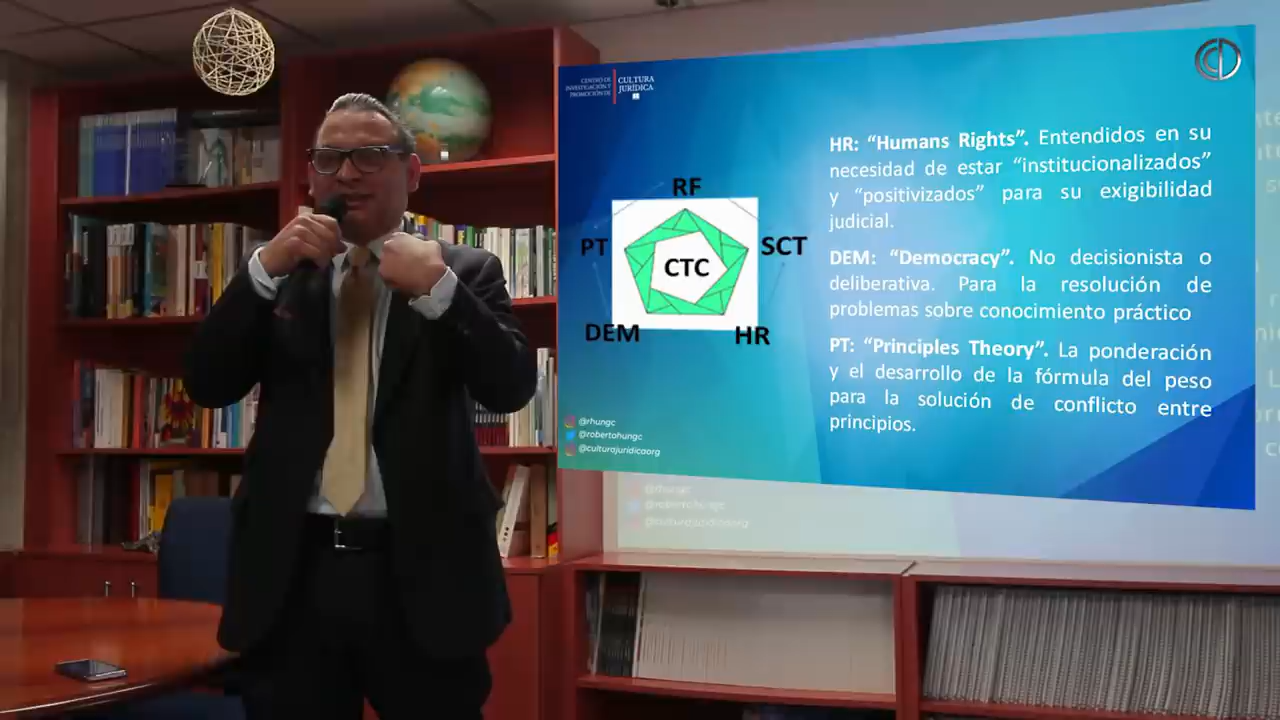 CENTRO DE
INVESTIGACIÓN Y
PROMOCIÓN DE
CULTURA
JURÍDICA
HR: “Humans Rights”. Entendidos en su
necesidad de estar “institucionalizados”
y “positivizados” para su exigibilidad
judicial.
DEM: “Democracy”. No decisionista o
deliberativa. Para la resolución de
problemas sobre conocimiento práctico
PT: “Principles Theory”. La ponderación
y el desarrollo de la fórmula del peso
para la solución de conflicto entre
principios.
RF
PT
SCT
CTC
DEM
HR
@rhungc
@robertohungc
@culturajuridicaorg
@rhungc
@robertohungc
@culturajuridicaorg